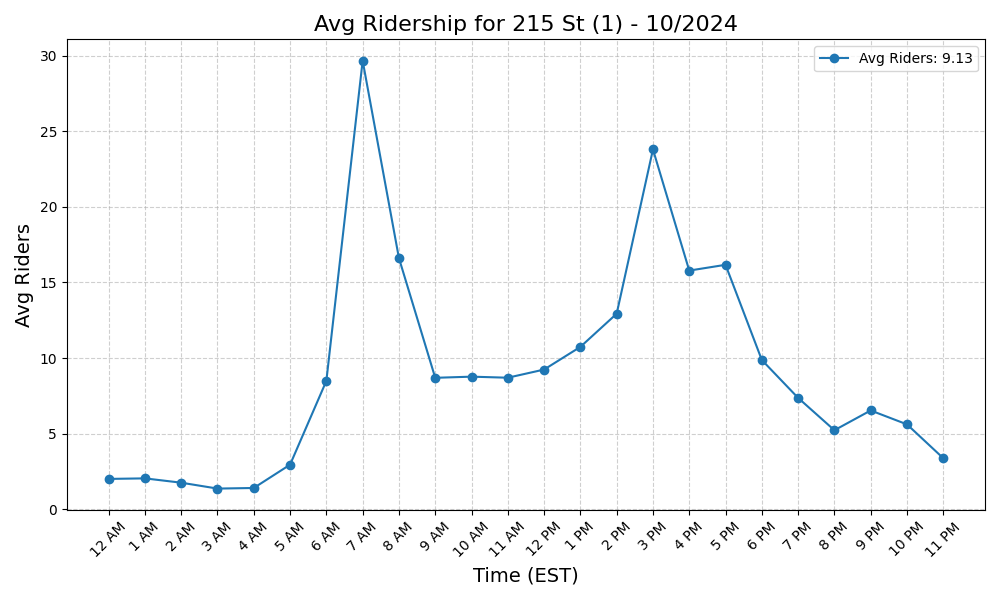 Avg Ridership for 215 St (1) - 10/2024
Avg Riders: 9.13
Avg Riders
30
25
20
15
10
5
0
12 AM
1 AM
2 AM
3 AM
4 AM
5 AM
6 AM
7 AM
8 AM
9 AM
10 AM
11 AM
12 PM
1 PM
2 PM
3 PM
4 PM
5 PM
6 PM
7 PM
8 PM
9 PM
10 PM
11 PM
Time (EST)